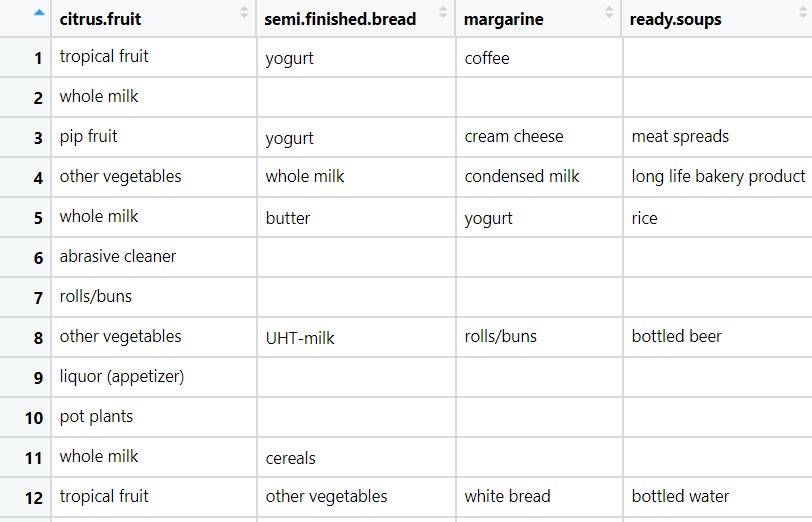 citrus.fruit semi.finished.bread margarine ready.soups
1 tropical fruit yogurt coffee
2 whole milk
3 pip fruit yogurt cream cheese meat spreads
4 other vegetables whole milk condensed milk long life bakery product
5 whole milk butter yogurt rice
6 abrasive cleaner
7 rolls/buns
8 other vegetables UHT-milk rolls/buns bottled beer
9 liquor (appetizer)
10 pot plants
11 whole milk cereals
12 tropical fruit other vegetables white bread bottled water